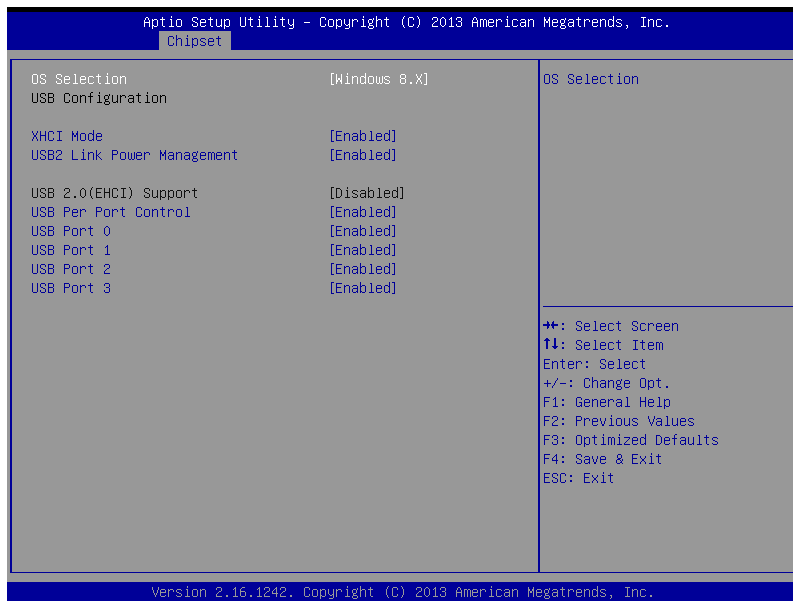 Aptio Setup Utility – Copyright (C) 2013 American Megatrends, Inc.
Chipset
OS Selection [Windows 8.X]
USB Configuration
XHCI Mode [Enabled]
USB2 Link Power Management [Enabled]
USB 2.0(EHCI) Support [Disabled]
USB Per Port Control [Enabled]
USB Port 0 [Enabled]
USB Port 1 [Enabled]
USB Port 2 [Enabled]
USB Port 3 [Enabled]
OS Selection
→←: Select Screen
↑↓: Select Item
Enter: Select
+/-: Change Opt.
F1: General Help
F2: Previous Values
F3: Optimized Defaults
F4: Save & Exit
ESC: Exit
Version 2.16.1242. Copyright (C) 2013 American Megatrends, Inc.